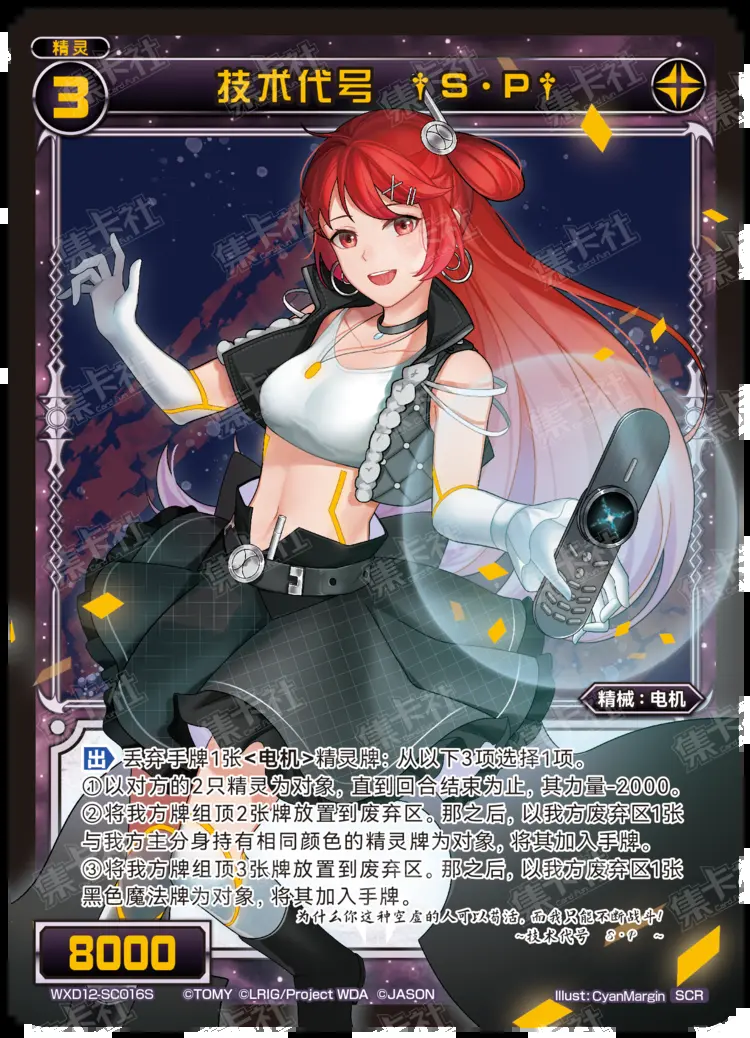 精灵
3
技术代号 †S·P†
精械：电机
出 丢弃手牌1张<电机>精灵牌：从以下3项选择1项。
①以对方的2只精灵为对象，直到回合结束为止，其力量-2000。
②将我方牌组顶2张牌放置到废弃区。那之后，以我方废弃区1张
与我方主分身持有相同颜色的精灵牌为对象，将其加入手牌。
③将我方牌组顶3张牌放置到废弃区。那之后，以我方废弃区1张
黑色魔法牌为对象，将其加入手牌。
为什么你这种空虚的人可以苟活，而我只能不断战斗!
~技术代号 S·P ~
8000
WXD12-SC016S ©TOMY ©LRIG/Project WDA ©JASON
Illust: CyanMargin SCR
集卡社